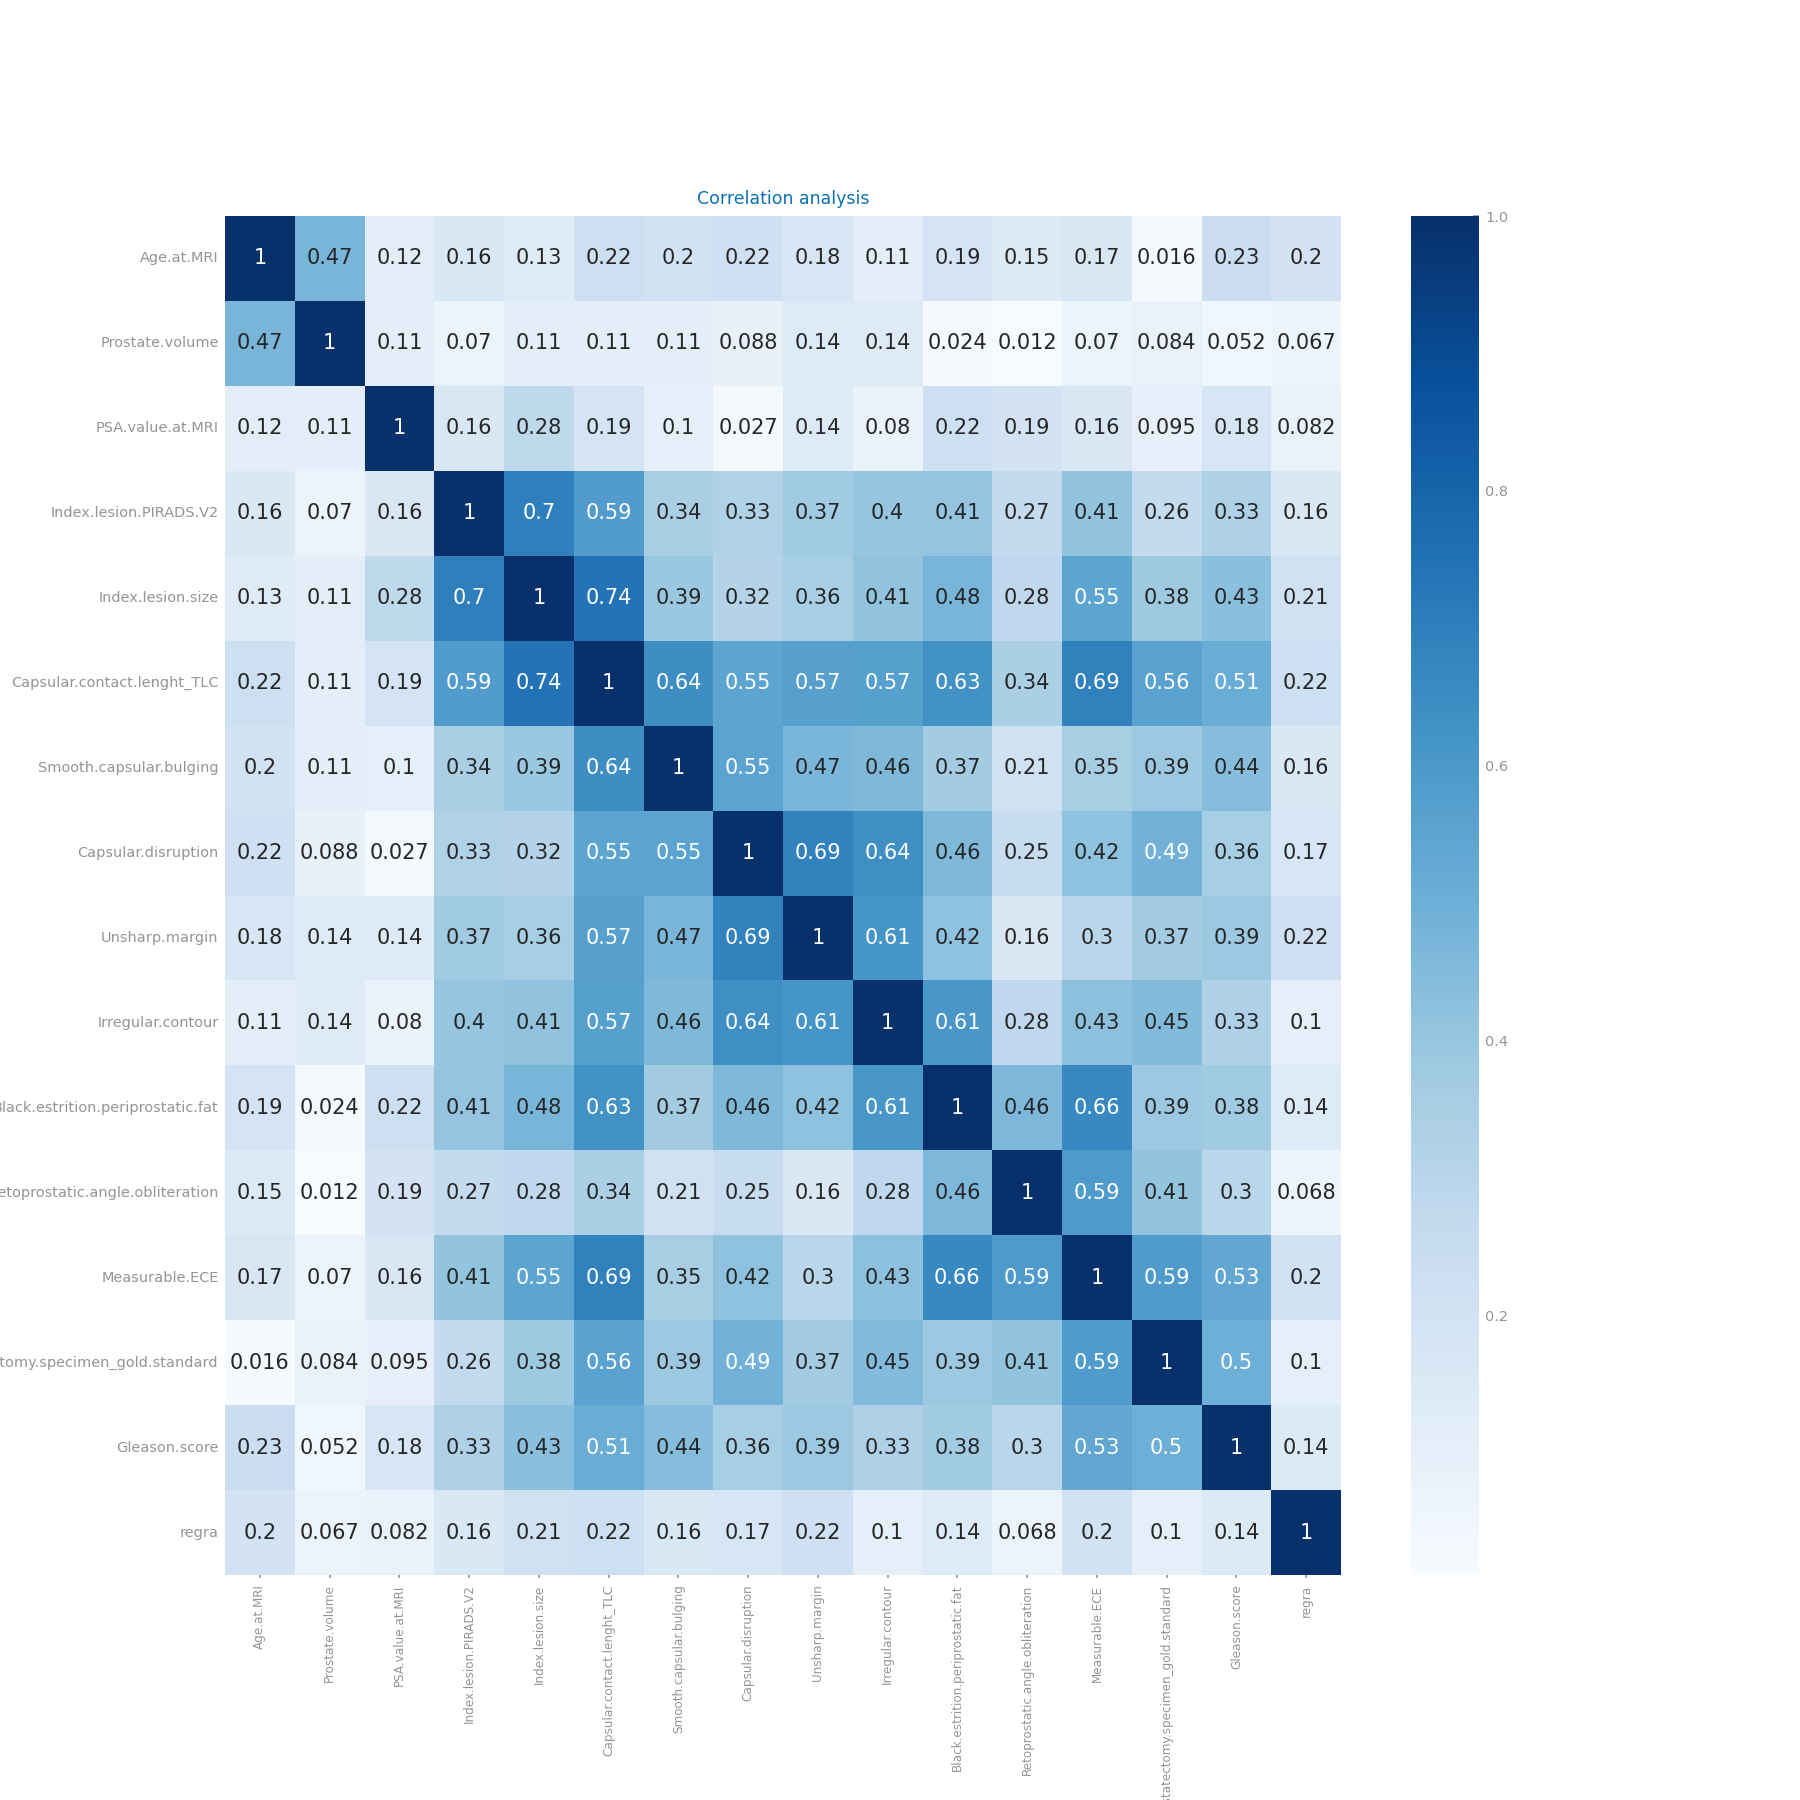 Correlation analysis
Age.at.MRI 1 0.47 0.12 0.16 0.13 0.22 0.2 0.22 0.18 0.11 0.19 0.15 0.17 0.016 0.23 0.2
Prostate.volume 0.47 1 0.11 0.07 0.11 0.11 0.11 0.088 0.14 0.14 0.024 0.012 0.07 0.084 0.052 0.067
PSA.value.at.MRI 0.12 0.11 1 0.16 0.28 0.19 0.1 0.027 0.14 0.08 0.22 0.19 0.16 0.095 0.18 0.082
Index.lesion.PIRADS.V2 0.16 0.07 0.16 1 0.7 0.59 0.34 0.33 0.37 0.4 0.41 0.27 0.41 0.26 0.33 0.16
Index.lesion.size 0.13 0.11 0.28 0.7 1 0.74 0.39 0.32 0.36 0.41 0.48 0.28 0.55 0.38 0.43 0.21
Capsular.contact.lenght_TLC 0.22 0.11 0.19 0.59 0.74 1 0.64 0.55 0.57 0.57 0.63 0.34 0.69 0.56 0.51 0.22
Smooth.capsular.bulging 0.2 0.11 0.1 0.34 0.39 0.64 1 0.55 0.47 0.46 0.37 0.21 0.35 0.39 0.44 0.16
Capsular.disruption 0.22 0.088 0.027 0.33 0.32 0.55 0.55 1 0.69 0.64 0.46 0.25 0.42 0.49 0.36 0.17
Unsharp.margin 0.18 0.14 0.14 0.37 0.36 0.57 0.47 0.69 1 0.61 0.42 0.16 0.3 0.37 0.39 0.22
Irregular.contour 0.11 0.14 0.08 0.4 0.41 0.57 0.46 0.64 0.61 1 0.61 0.28 0.43 0.45 0.33 0.1
lack.estrition.periprostatic.fat 0.19 0.024 0.22 0.41 0.48 0.63 0.37 0.46 0.42 0.61 1 0.46 0.66 0.39 0.38 0.14
etoprostatic.angle.obliteration 0.15 0.012 0.19 0.27 0.28 0.34 0.21 0.25 0.16 0.28 0.46 1 0.59 0.41 0.3 0.068
Measurable.ECE 0.17 0.07 0.16 0.41 0.55 0.69 0.35 0.42 0.3 0.43 0.66 0.59 1 0.59 0.53 0.2
tomy.specimen_gold.standard 0.016 0.084 0.095 0.26 0.38 0.56 0.39 0.49 0.37 0.45 0.39 0.41 0.59 1 0.5 0.1
Gleason.score 0.23 0.052 0.18 0.33 0.43 0.51 0.44 0.36 0.39 0.33 0.38 0.3 0.53 0.5 1 0.14
regra 0.2 0.067 0.082 0.16 0.21 0.22 0.16 0.17 0.22 0.1 0.14 0.068 0.2 0.1 0.14 1
Age.at.MRI
Prostate.volume
PSA.value.at.MRI
Index.lesion.PIRADS.V2
Index.lesion.size
Capsular.contact.lenght_TLC
Smooth.capsular.bulging
Capsular.disruption
Unsharp.margin
Irregular.contour
Black.estrition.periprostatic.fat
Retoprostatic.angle.obliteration
Measurable.ECE
statectomy.specimen_gold.standard
Gleason.score
regra
1.0
0.8
0.6
0.4
0.2